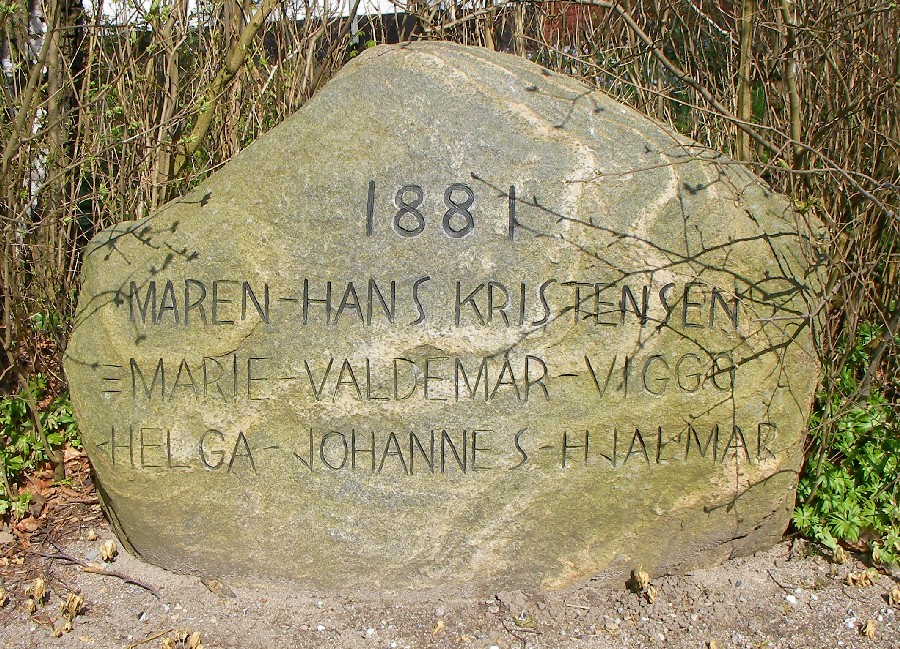 1881
MAREN-HANS KRISTENSEN
=MARIE-VALDEMAR-VIGGO
HELGA-JOHANNES-HJALMAR